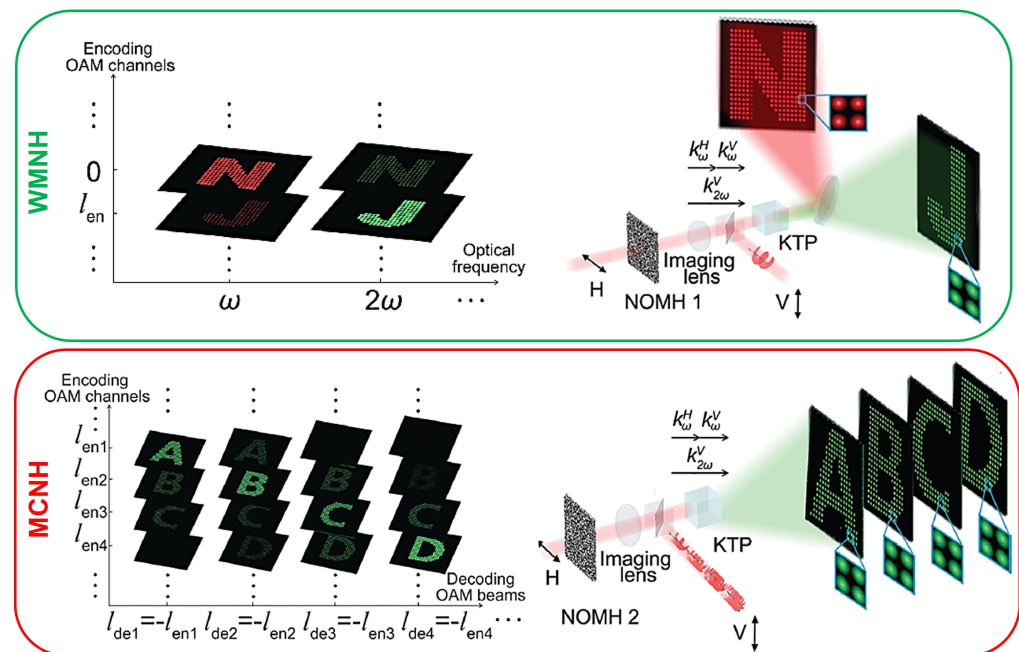 WMNH
Encoding
OAM channels
0
l_en
ω
2ω
Optical
frequency
N
J
N
J
k_ω^H k_ω^V
k_2ω^V
H
NOMH 1
Imaging
lens
KTP
V
N
J
MCNH
Encoding
OAM channels
l_en1
l_en2
l_en3
l_en4
A
B
C
A
B
C
D
B
C
D
B
C
D
Decoding
OAM beams
l_de1=-l_en1 l_de2=-l_en2 l_de3=-l_en3 l_de4=-l_en4 ···
k_ω^H k_ω^V
k_2ω^V
H
NOMH 2
Imaging
lens
KTP
V
A B C D